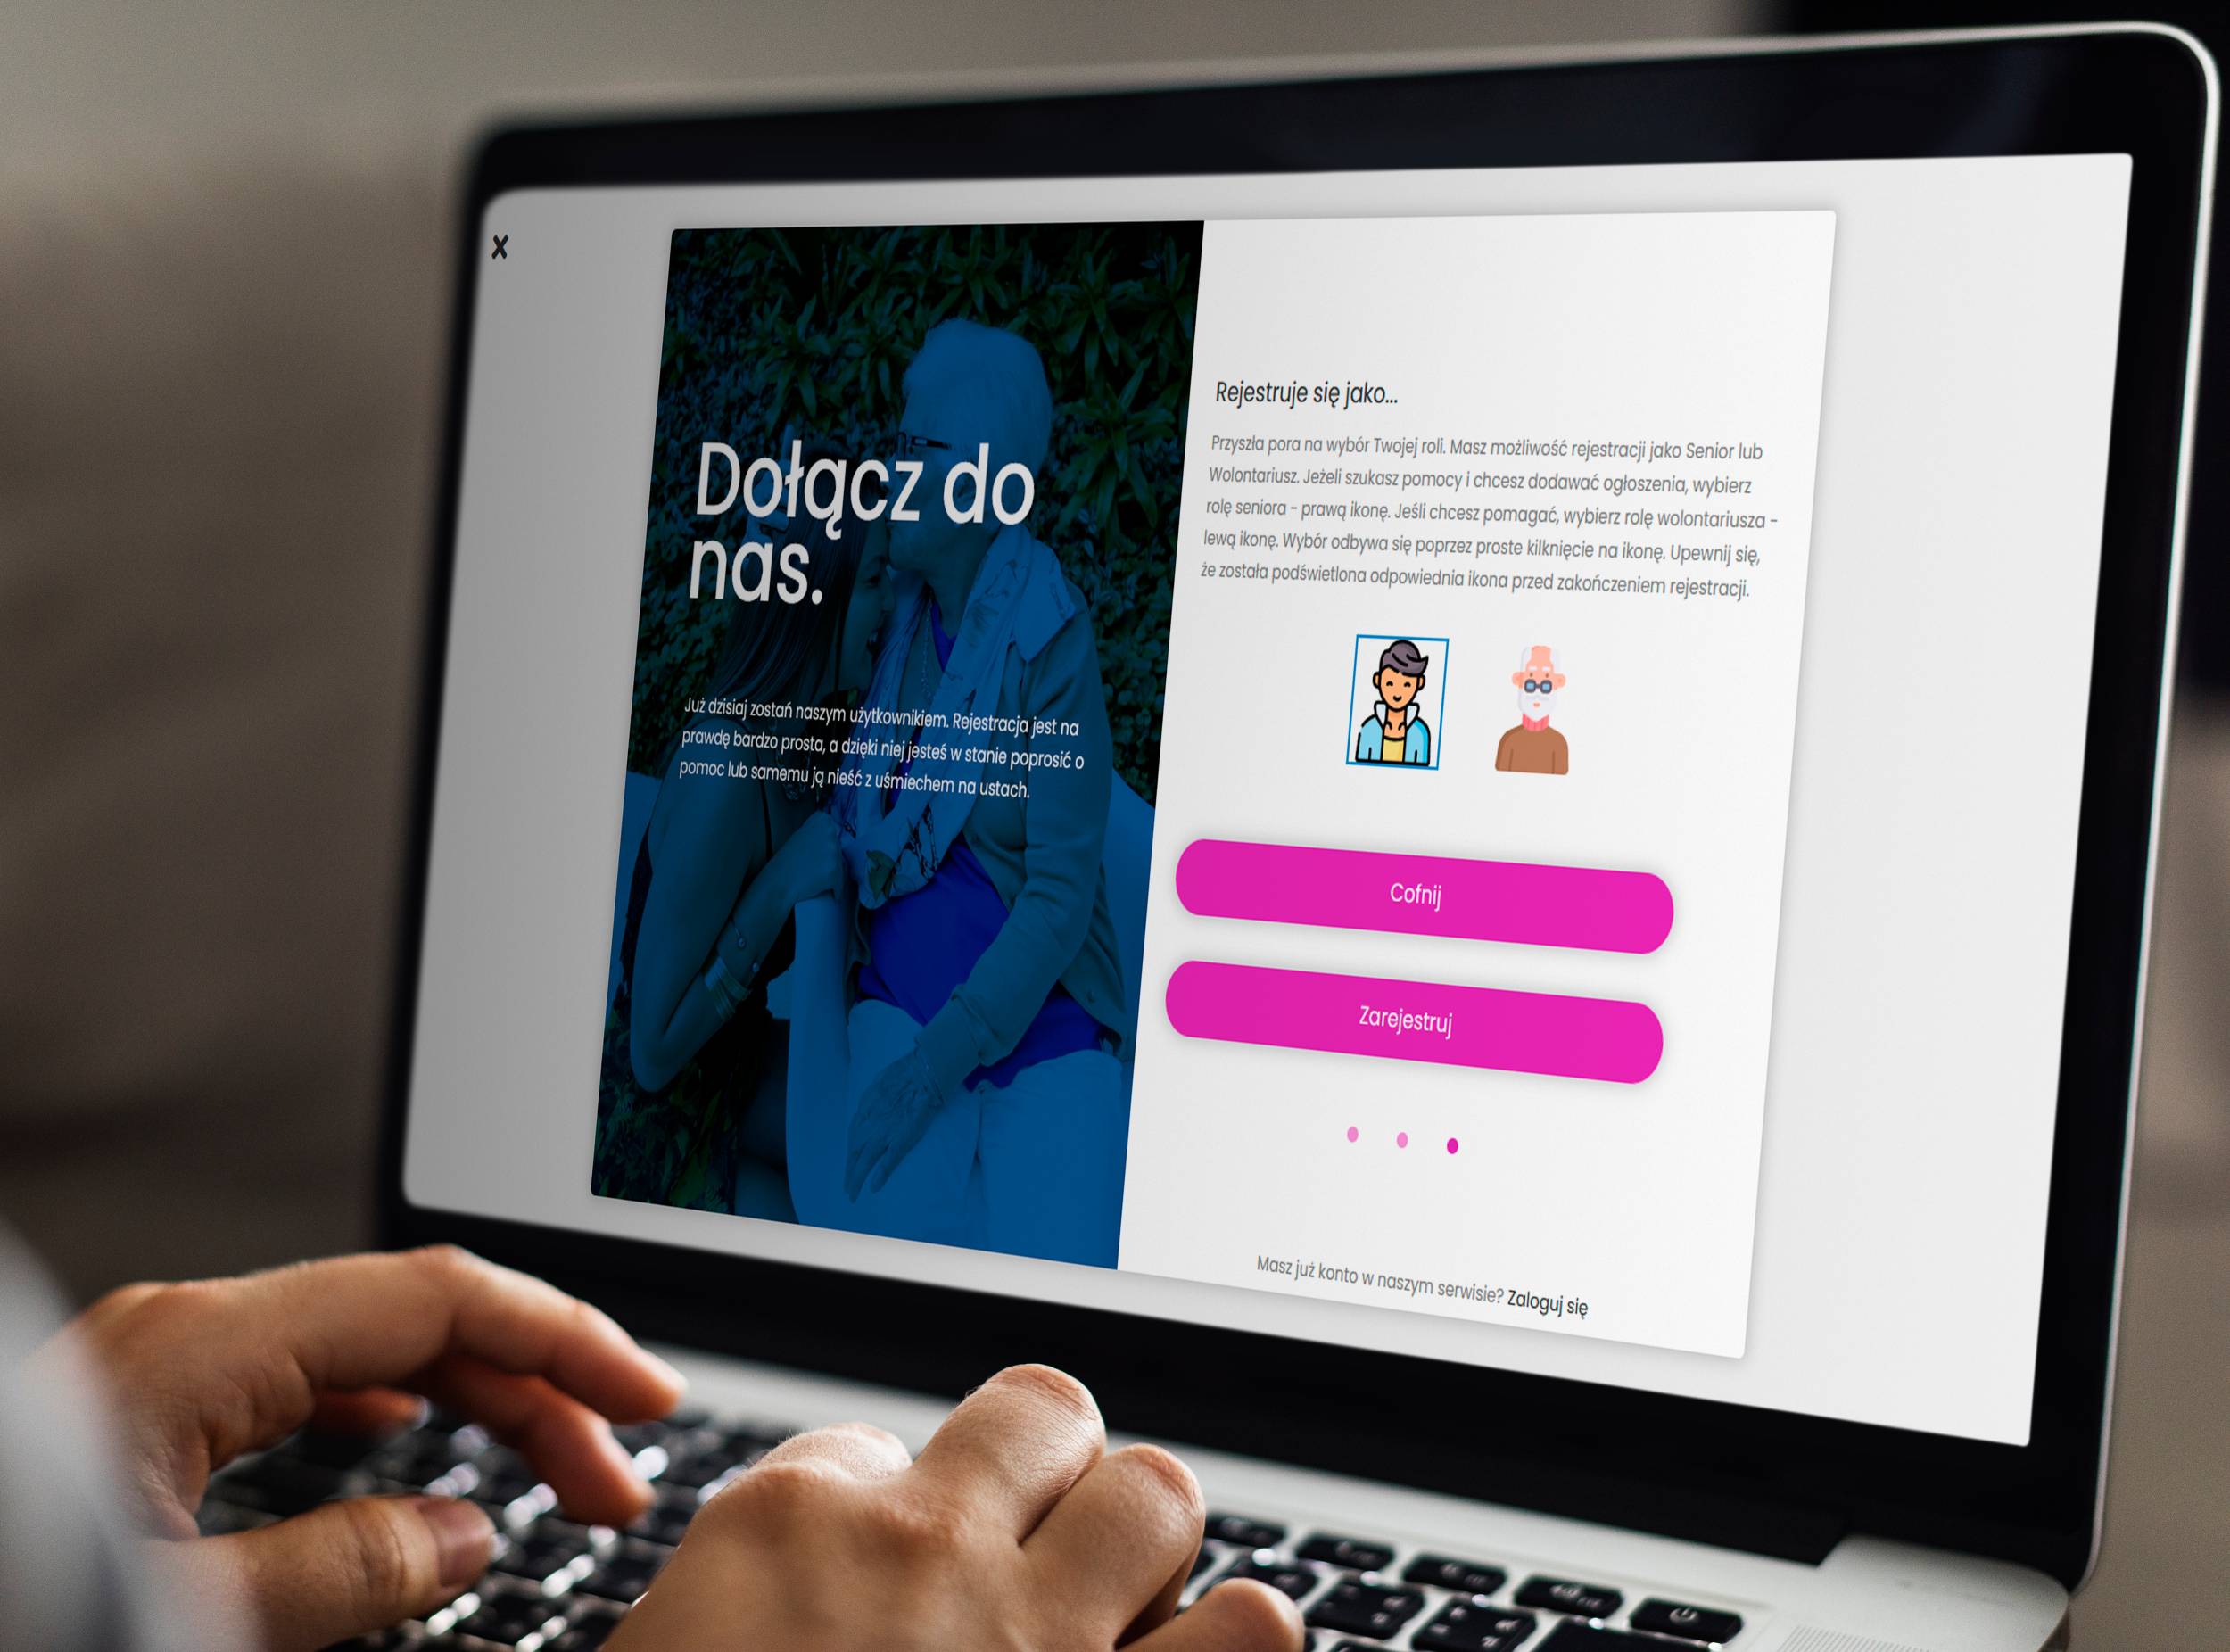 x
Dołącz do
nas.
Już dzisiaj zostań naszym użytkownikiem. Rejestracja jest na
prawdę bardzo prosta, a dzięki niej jesteś w stanie poprosić o
pomoc lub samemu ją nieść z uśmiechem na ustach.
Rejestruje się jako...
Przyszła pora na wybór Twojej roli. Masz możliwość rejestracji jako Senior lub
Wolontariusz. Jeżeli szukasz pomocy i chcesz dodawać ogłoszenia, wybierz
rolę seniora - prawą ikonę. Jeśli chcesz pomagać, wybierz rolę wolontariusza -
lewą ikonę. Wybór odbywa się poprzez proste kilknięcie na ikonę. Upewnij się,
że została podświetlona odpowiednia ikona przed zakończeniem rejestracji.
Cofnij
Zarejestruj
Masz już konto w naszym serwisie? Zaloguj się